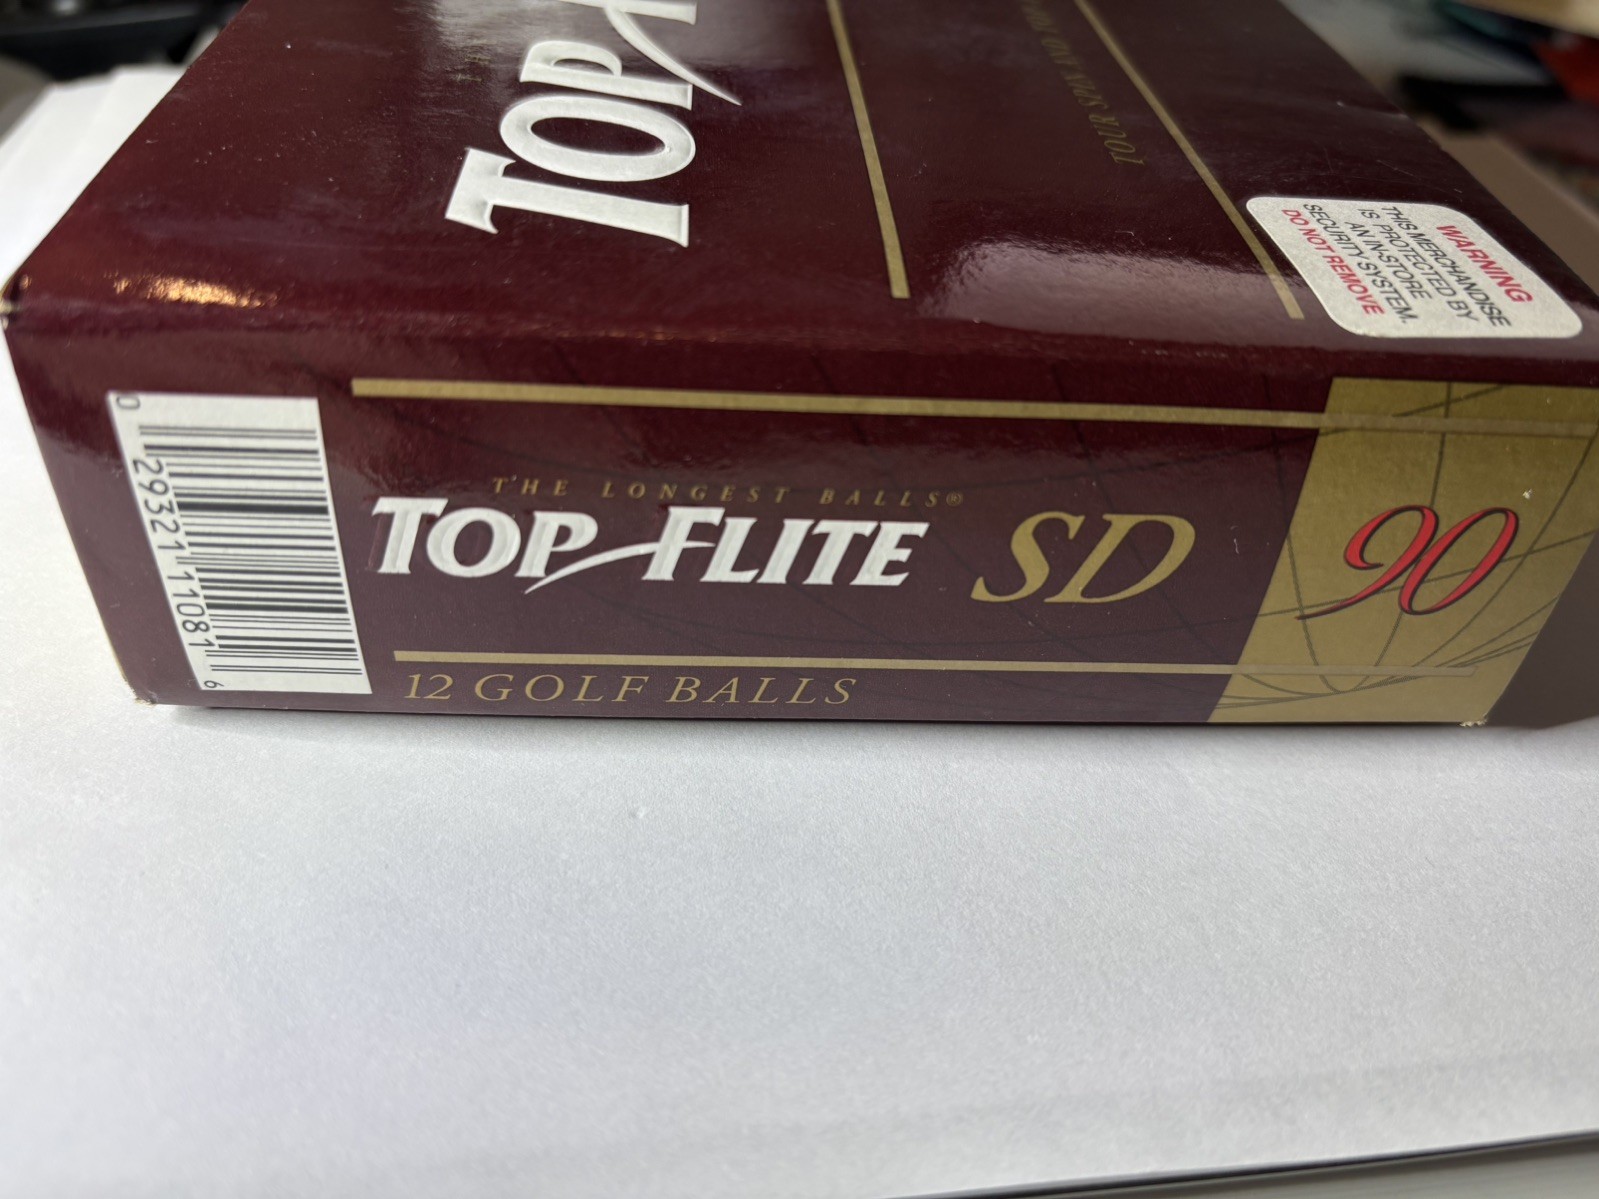 TOP
TOUR SPIN AND
WARNING
THIS MERCHANDISE
IS PROTECTED BY
AN IN-STORE
SECURITY SYSTEM.
DO NOT REMOVE
THE LONGEST BALLS®
TOP FLITE SD 90
12 GOLF BALLS
0 29321 11081 6